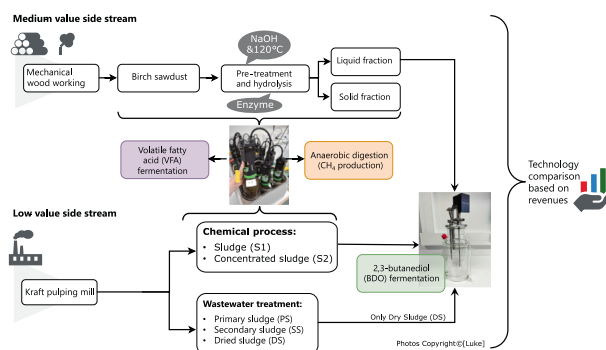 Medium value side stream
NaOH
&120°C
Mechanical
wood working
Birch sawdust
Pre-treatment
and hydrolysis
Liquid fraction
Solid fraction
Enzyme
Volatile fatty
acid (VFA)
fermentation
Anaerobic digestion
(CH₄ production)
Technology
comparison
based on
revenues
Low value side stream
Chemical process:
• Sludge (S1)
• Concentrated sludge (S2)
2,3-butanediol
(BDO) fermentation
Kraft pulping mill
Wastewater treatment:
• Primary sludge (PS)
• Secondary sludge (SS)
• Dried sludge (DS)
Only Dry Sludge (DS)
Photos Copyright©[Luke]